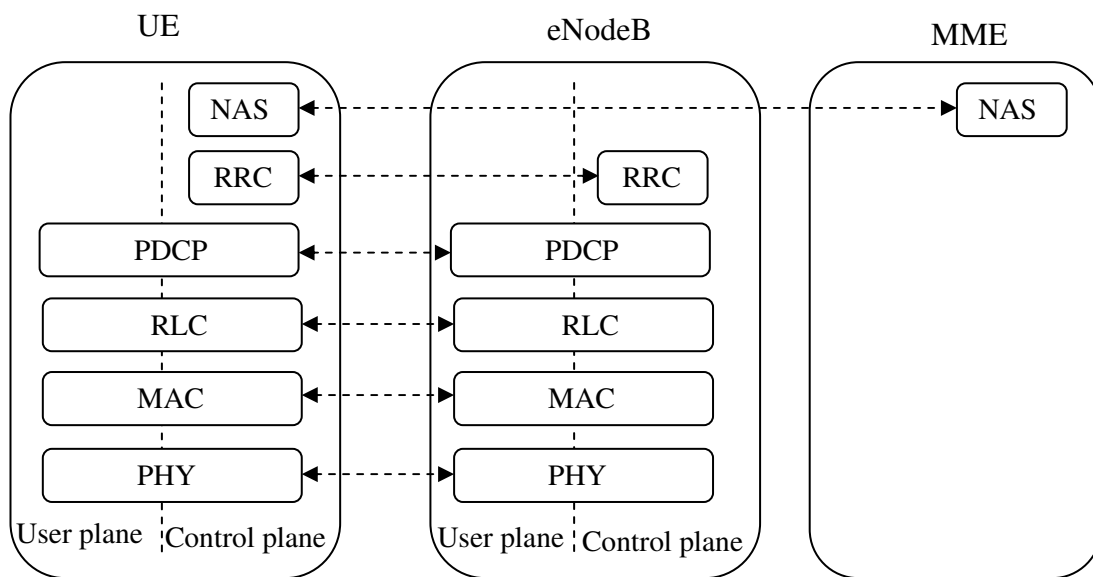 UE
eNodeB
MME
NAS
NAS
RRC
RRC
PDCP
PDCP
RLC
RLC
MAC
MAC
PHY
PHY
User plane
Control plane
User plane
Control plane